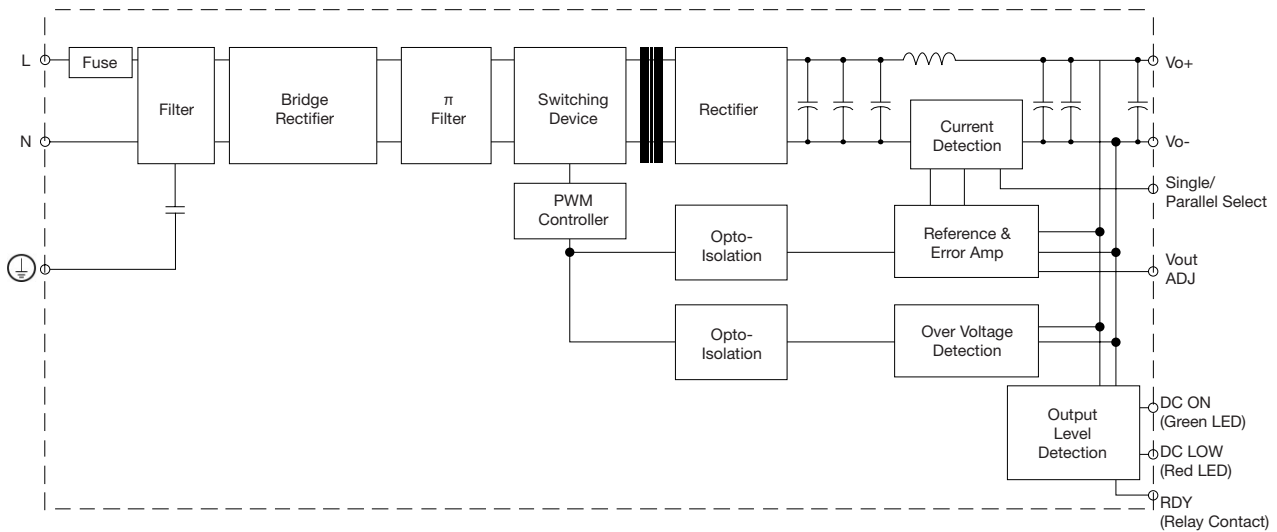 L
Fuse
Filter
Bridge
Rectifier
π
Filter
Switching
Device
Rectifier
Vo+
Current
Detection
N
Vo-
Single/
Parallel Select
PWM
Controller
Opto-
Isolation
Reference &
Error Amp
Vout
ADJ
Opto-
Isolation
Over Voltage
Detection
Output
Level
Detection
DC ON
(Green LED)
DC LOW
(Red LED)
RDY
(Relay Contact)